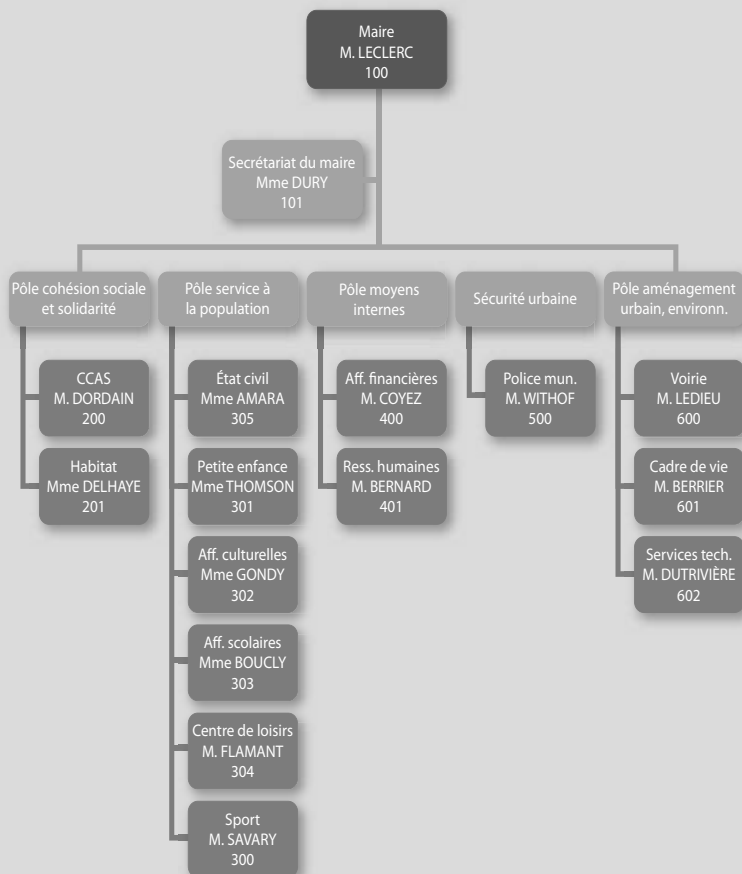 Maire
M. LECLERC
100
Secrétariat du maire
Mme DURY
101
Pôle cohésion sociale
et solidarité
Pôle service à
la population
Pôle moyens
internes
Sécurité urbaine
Pôle aménagement
urbain, environn.
CCAS
M. DORDAIN
200
Habitat
Mme DELHAYE
201
État civil
Mme AMARA
305
Petite enfance
Mme THOMSON
301
Aff. culturelles
Mme GONDY
302
Aff. scolaires
Mme BOUCLY
303
Centre de loisirs
M. FLAMANT
304
Sport
M. SAVARY
300
Aff. financières
M. COYEZ
400
Ress. humaines
M. BERNARD
401
Police mun.
M. WITHOF
500
Voirie
M. LEDIEU
600
Cadre de vie
M. BERRIER
601
Services tech.
M. DUTRIVIÈRE
602